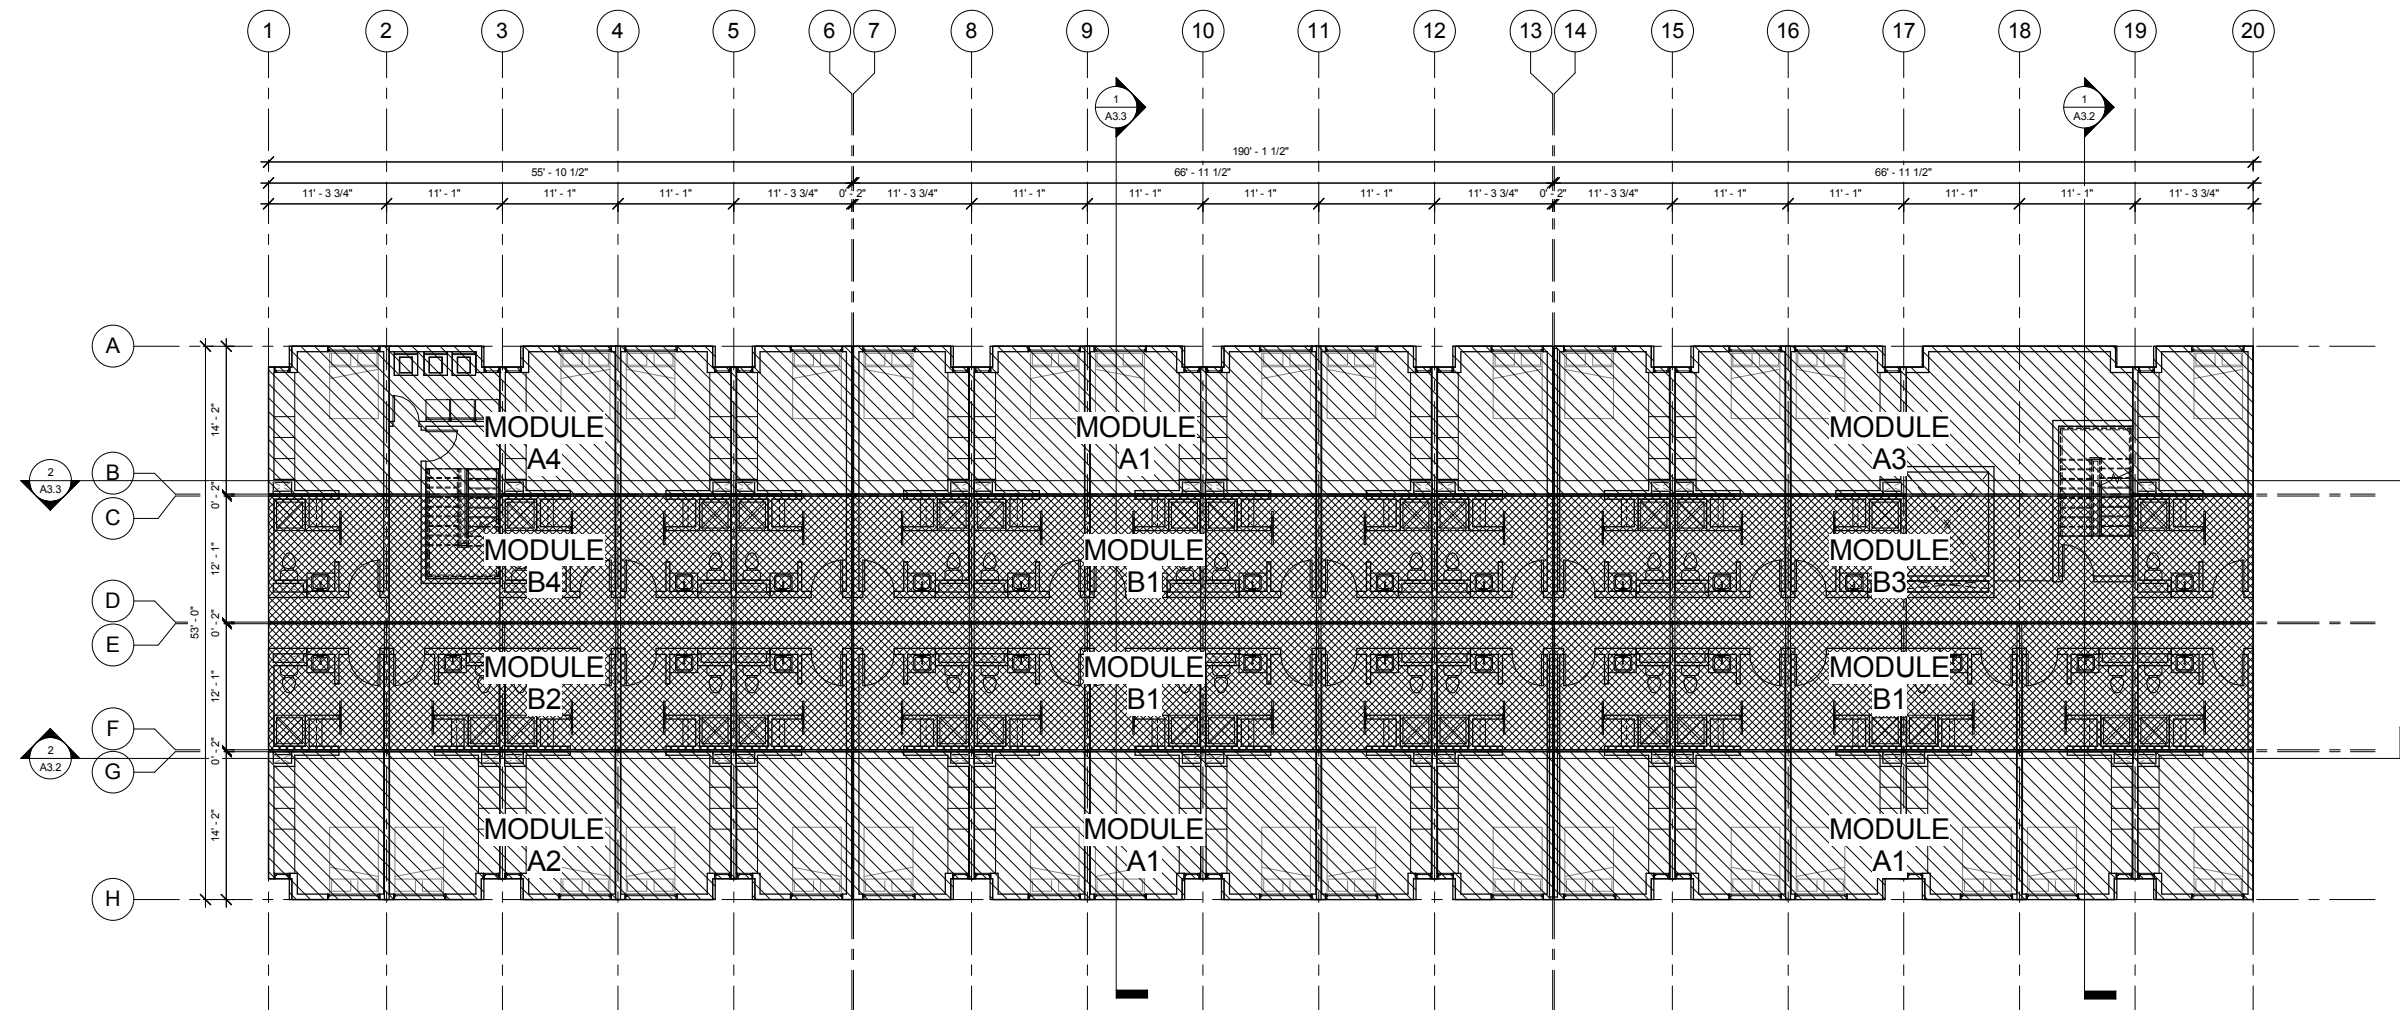 1 2 3 4 5 6 7 8 9 10 11 12 13 14 15 16 17 18 19 20
1
A3.3
1
A3.2
190' - 1 1/2"
55' - 10 1/2" 66' - 11 1/2" 66' - 11 1/2"
11' - 3 3/4" 11' - 1" 11' - 1" 11' - 1" 11' - 3 3/4" 0' - 2" 11' - 3 3/4" 11' - 1" 11' - 1" 11' - 1" 11' - 1" 11' - 3 3/4" 0' - 2" 11' - 3 3/4" 11' - 1" 11' - 1" 11' - 1" 11' - 1" 11' - 3 3/4"
A
B
C
D
E
F
G
H
2
A3.3
2
A3.2
53' - 0"
14' - 2"
0' - 2"
12' - 1"
0' - 2"
12' - 1"
0' - 2"
14' - 2"
MODULE
A4
MODULE
A1
MODULE
A3
MODULE
B4
MODULE
B1
MODULE
B3
MODULE
B2
MODULE
B1
MODULE
B1
MODULE
A2
MODULE
A1
MODULE
A1